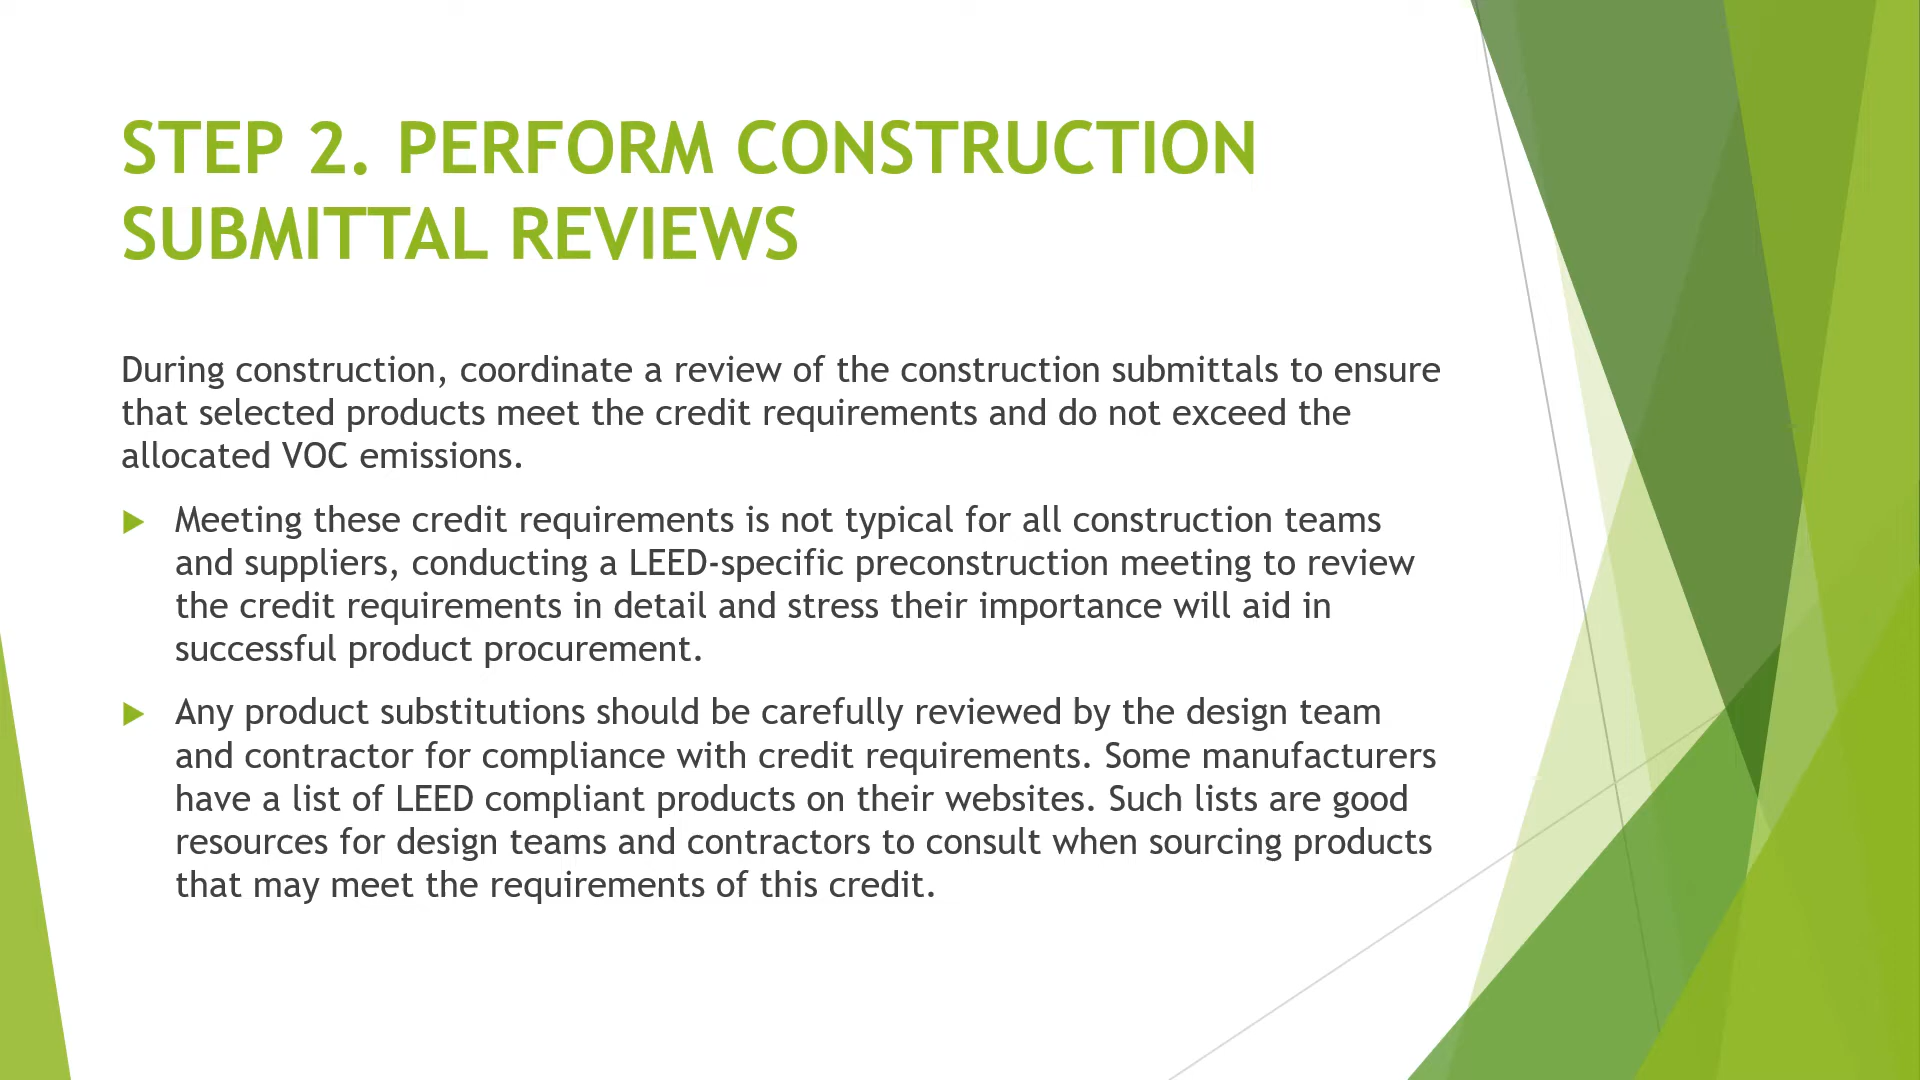 STEP 2. PERFORM CONSTRUCTION
SUBMITTAL REVIEWS
During construction, coordinate a review of the construction submittals to ensure
that selected products meet the credit requirements and do not exceed the
allocated VOC emissions.
Meeting these credit requirements is not typical for all construction teams
and suppliers, conducting a LEED-specific preconstruction meeting to review
the credit requirements in detail and stress their importance will aid in
successful product procurement.
Any product substitutions should be carefully reviewed by the design team
and contractor for compliance with credit requirements. Some manufacturers
have a list of LEED compliant products on their websites. Such lists are good
resources for design teams and contractors to consult when sourcing products
that may meet the requirements of this credit.